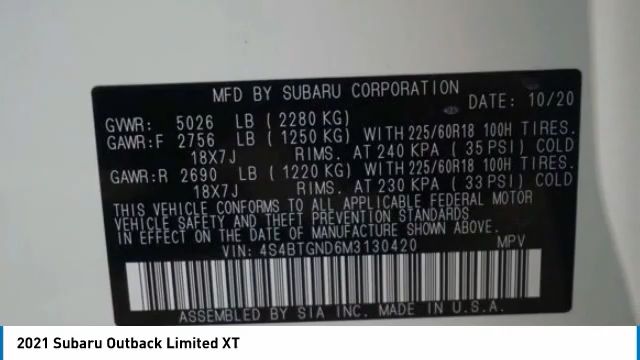 MFD BY SUBARU CORPORATION
DATE: 10/20
GVWR: 5026 LB ( 2280 KG)
GAWR:F 2756 LB ( 1250 KG) WITH 225/60R18 100H TIRES.
18X7J RIMS. AT 240 KPA ( 35 PSI) COLD
GAWR:R 2690 LB ( 1220 KG) WITH 225/60R18 100H TIRES.
18X7J RIMS. AT 230 KPA ( 33 PSI) COLD
THIS VEHICLE CONFORMS TO ALL APPLICABLE FEDERAL MOTOR
VEHICLE SAFETY AND THEFT PREVENTION STANDARDS
IN EFFECT ON THE DATE OF MANUFACTURE SHOWN ABOVE.
VIN: 4S4BTGND6M3130420 MPV
ASSEMBLED BY SIA INC. MADE IN U.S.A.
2021 Subaru Outback Limited XT